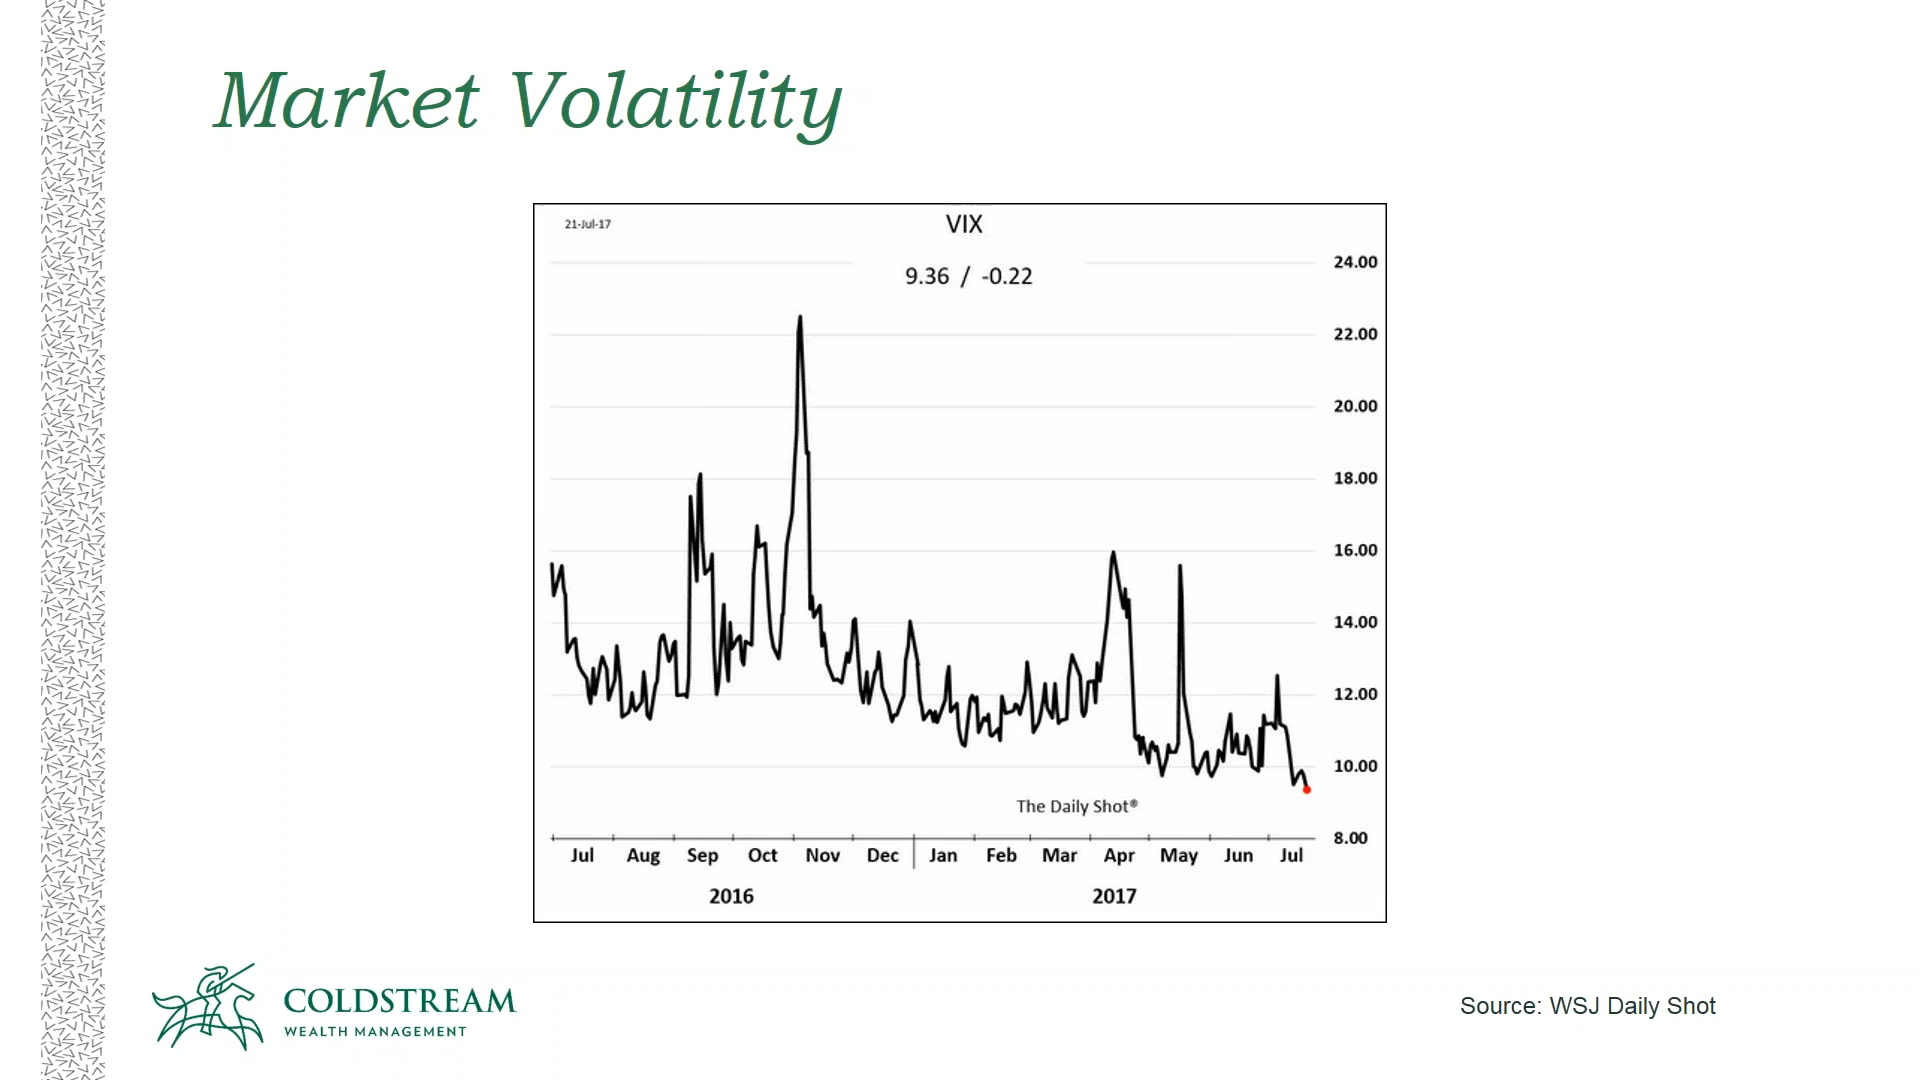 Market Volatility
21-Jul-17
VIX
9.36 / -0.22
24.00
22.00
20.00
18.00
16.00
14.00
12.00
10.00
8.00
The Daily Shot®
Jul Aug Sep Oct Nov Dec Jan Feb Mar Apr May Jun Jul
2016 2017
COLDSTREAM
WEALTH MANAGEMENT
Source: WSJ Daily Shot